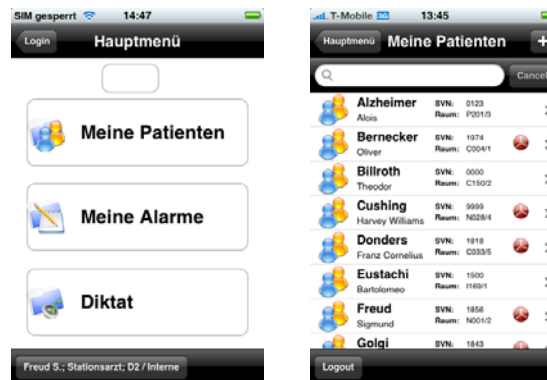 SIM gesperrt 14:47
Login Hauptmenü
Meine Patienten
Meine Alarme
Diktat
Freud S.; Stationsarzt; D2 / Interne
T-Mobile 3G 13:45
Hauptmenü Meine Patienten +
Cancel
Alzheimer SVN: 0123
Alois Raum: P201/3
Bernecker SVN: 1974
Oliver Raum: C004/1
Billroth SVN: 0000
Theodor Raum: C150/2
Cushing SVN: 9999
Harvey Williams Raum: N028/4
Donders SVN: 1818
Franz Cornelius Raum: C033/5
Eustachi SVN: 1500
Bartolomeo Raum: I169/1
Freud SVN: 1856
Sigmund Raum: N001/2
Golgi SVN: 1843
Logout